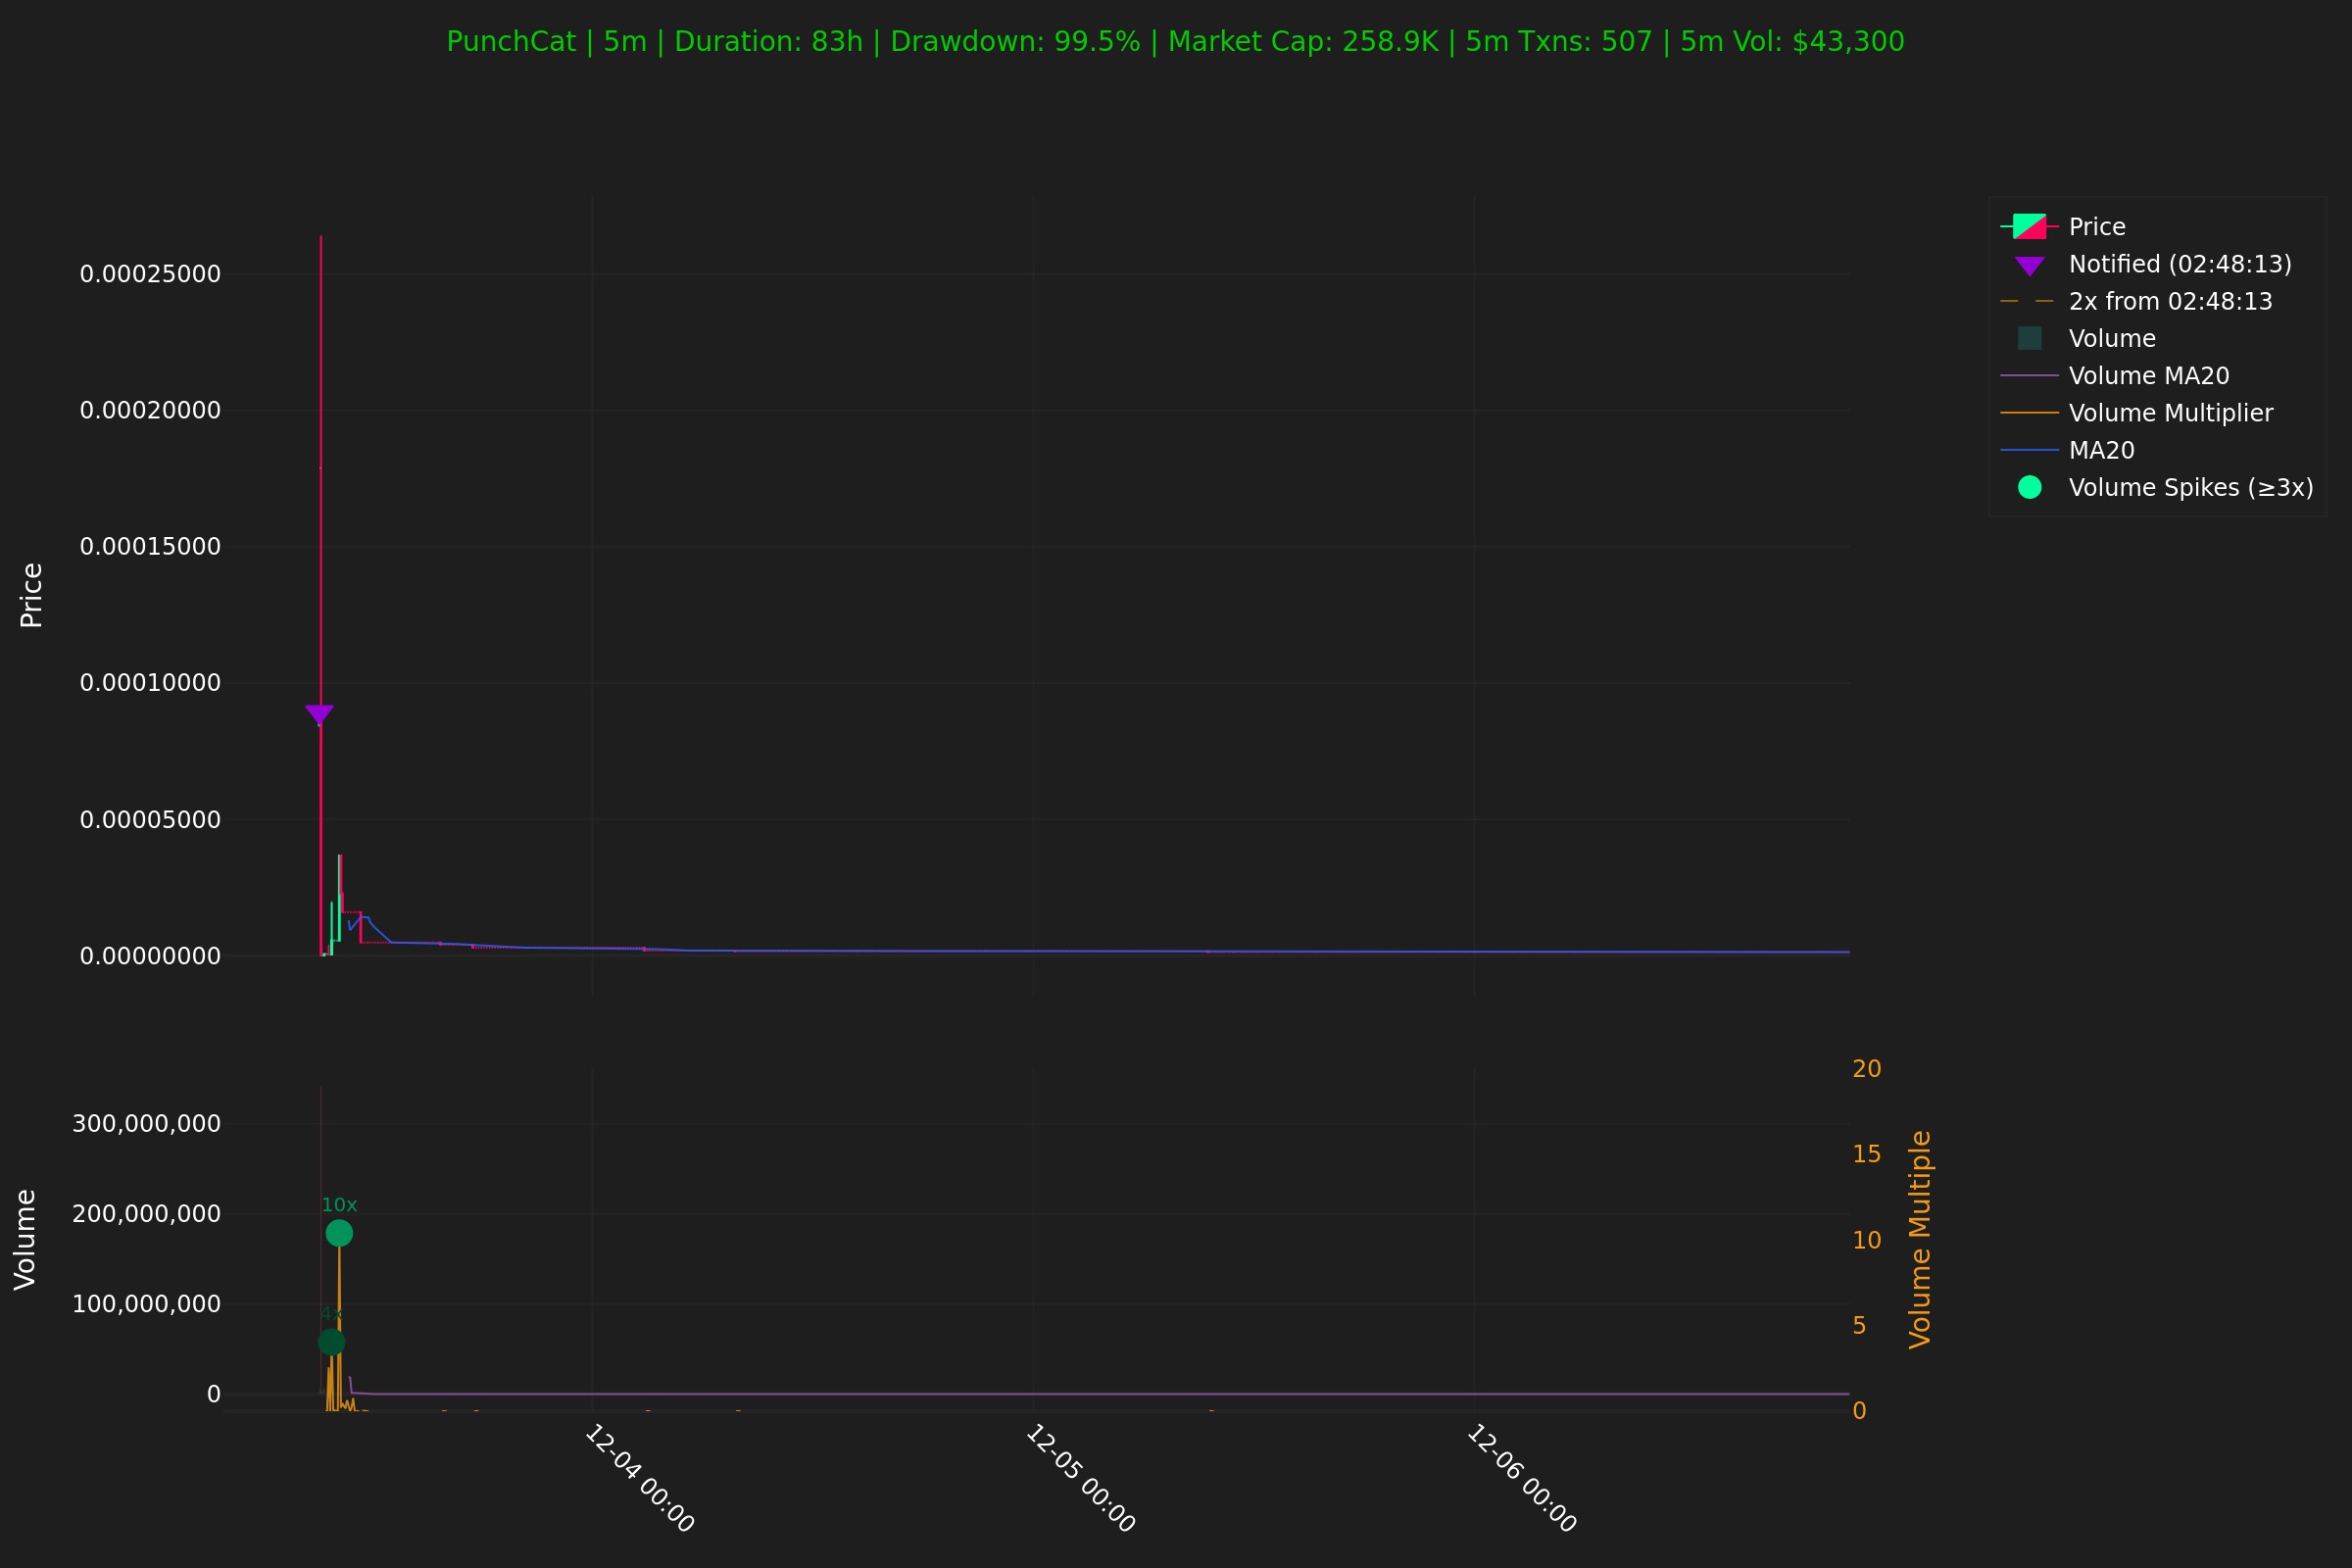 PunchCat | 5m | Duration: 83h | Drawdown: 99.5% | Market Cap: 258.9K | 5m Txns: 507 | 5m Vol: $43,300
Price
0.00025000
0.00020000
0.00015000
0.00010000
0.00005000
0.00000000
Price
Notified (02:48:13)
2x from 02:48:13
Volume
Volume MA20
Volume Multiplier
MA20
Volume Spikes (≥3x)
Volume
300,000,000
200,000,000
100,000,000
0
10x
4x
20
15
10
5
0
Volume Multiple
12-04 00:00
12-05 00:00
12-06 00:00